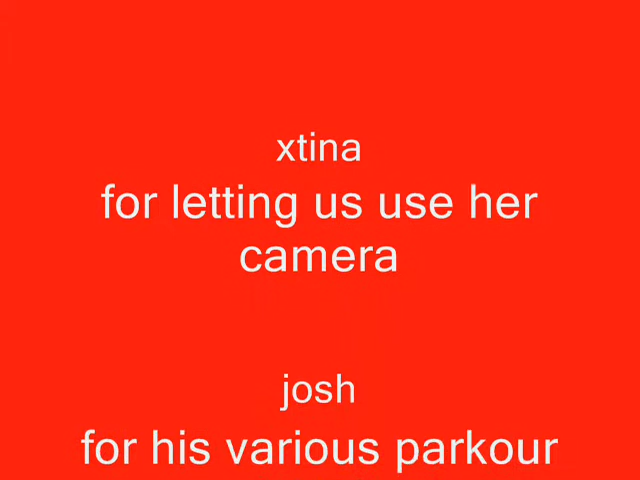 xtina
for letting us use her
camera
josh
for his various parkour